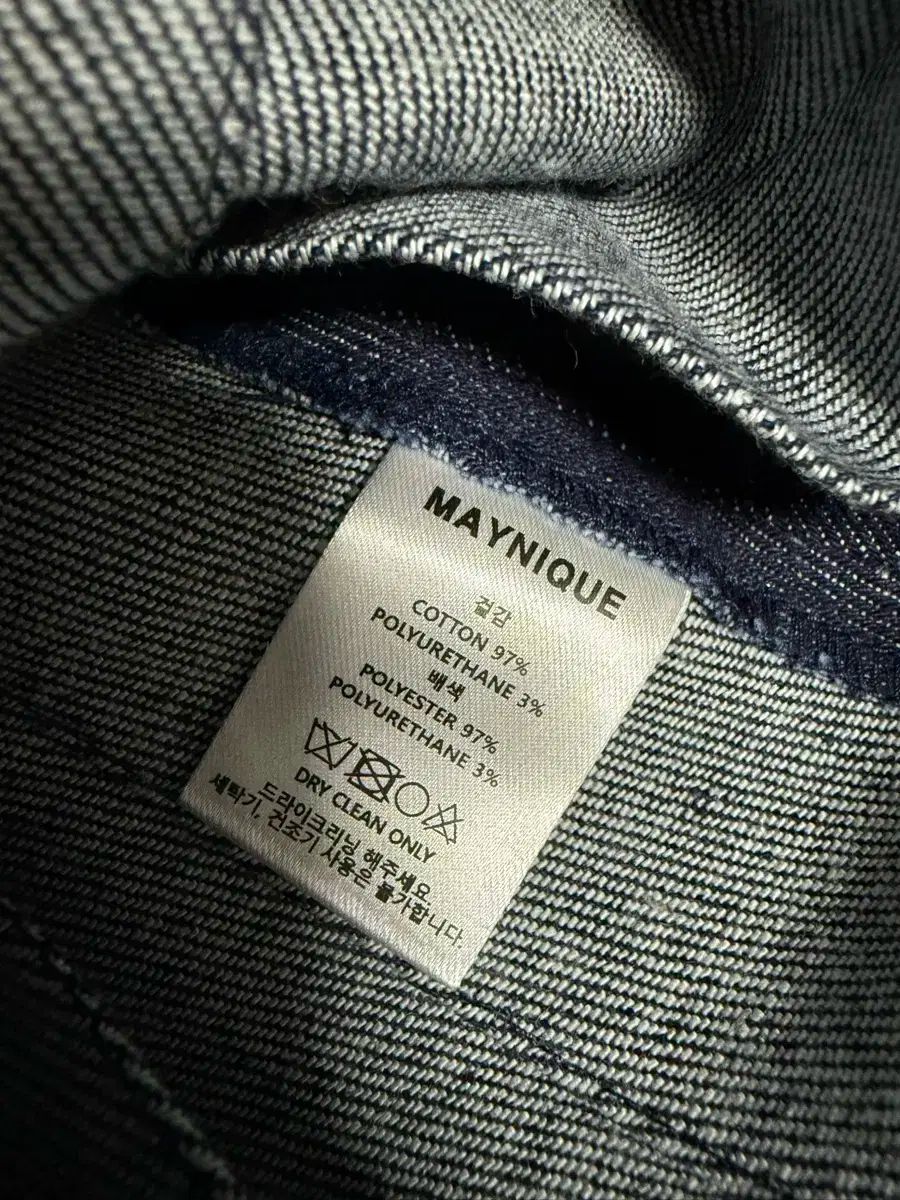 MAYNIQUE
겉감
COTTON 97%
POLYURETHANE 3%
배색
POLYESTER 97%
POLYURETHANE 3%
DRY CLEAN ONLY
드라이크리닝 해주세요.
세탁기, 건조기 사용은 불가합니다.